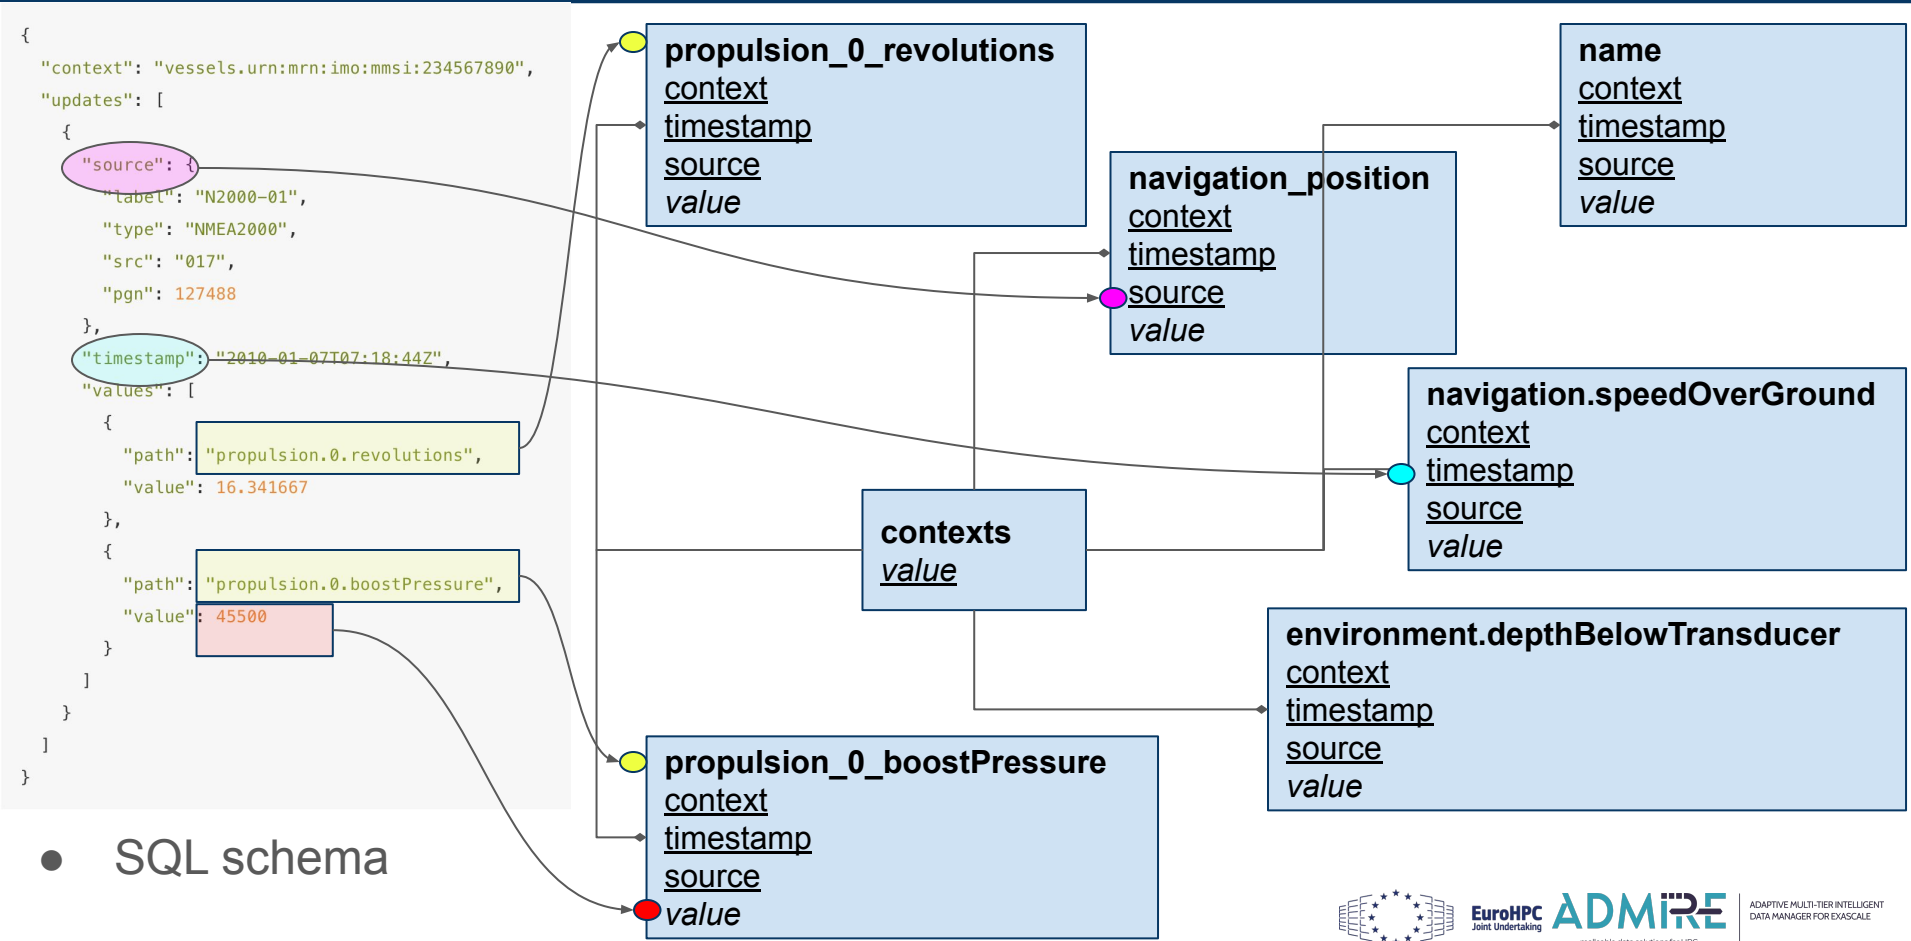 {
"context": "vessels.urn:mrn:imo:mmsi:234567890",
"updates": [
{
"source": {
"label": "N2000-01",
"type": "NMEA2000",
"src": "017",
"pgn": 127488
},
"timestamp": "2010-01-07T07:18:44Z",
"values": [
{
"path": "propulsion.0.revolutions",
"value": 16.341667
},
{
"path": "propulsion.0.boostPressure",
"value": 45500
}
]
}
]
}
SQL schema
propulsion_0_revolutions
context
timestamp
source
value
name
context
timestamp
source
value
navigation_position
context
timestamp
source
value
navigation.speedOverGround
context
timestamp
source
value
contexts
value
environment.depthBelowTransducer
context
timestamp
source
value
propulsion_0_boostPressure
context
timestamp
source
value
EuroHPC
Joint Undertaking
ADMIRE
ADAPTIVE MULTI-TIER INTELLIGENT
DATA MANAGER FOR EXASCALE